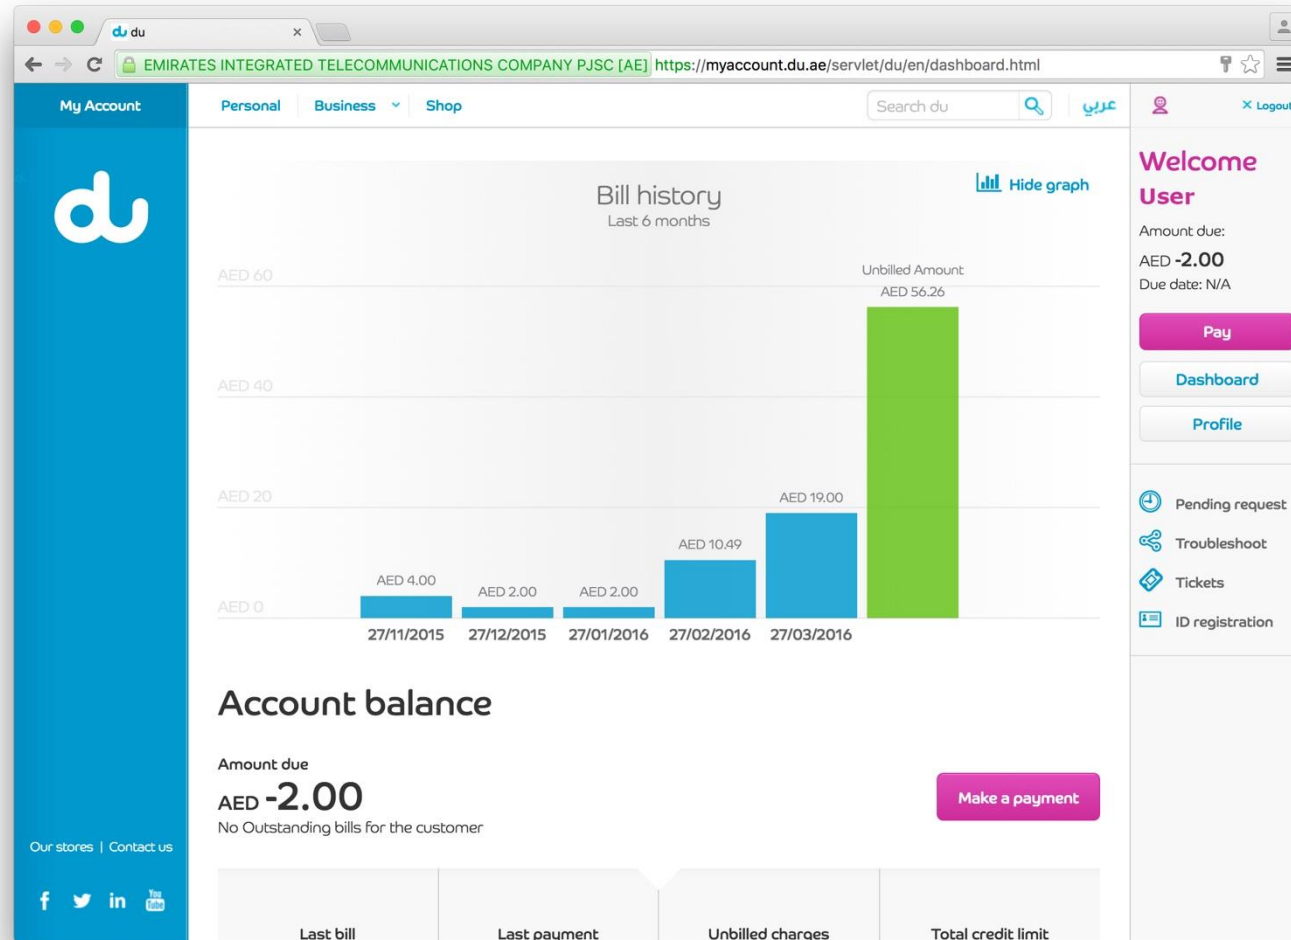 du du
EMIRATES INTEGRATED TELECOMMUNICATIONS COMPANY PJSC [AE] https://myaccount.du.ae/servlet/du/en/dashboard.html
My Account
Personal Business Shop Search du عربي
Logout
du
Bill history
Last 6 months
Hide graph
AED 60
AED 40
AED 20
AED 0
Unbilled Amount
AED 56.26
AED 19.00
AED 10.49
AED 4.00
AED 2.00
AED 2.00
27/11/2015 27/12/2015 27/01/2016 27/02/2016 27/03/2016
Account balance
Amount due
AED -2.00
No Outstanding bills for the customer
Make a payment
Last bill Last payment Unbilled charges Total credit limit
Welcome
User
Amount due:
AED -2.00
Due date: N/A
Pay
Dashboard
Profile
Pending request
Troubleshoot
Tickets
ID registration
Our stores | Contact us
f in You Tube